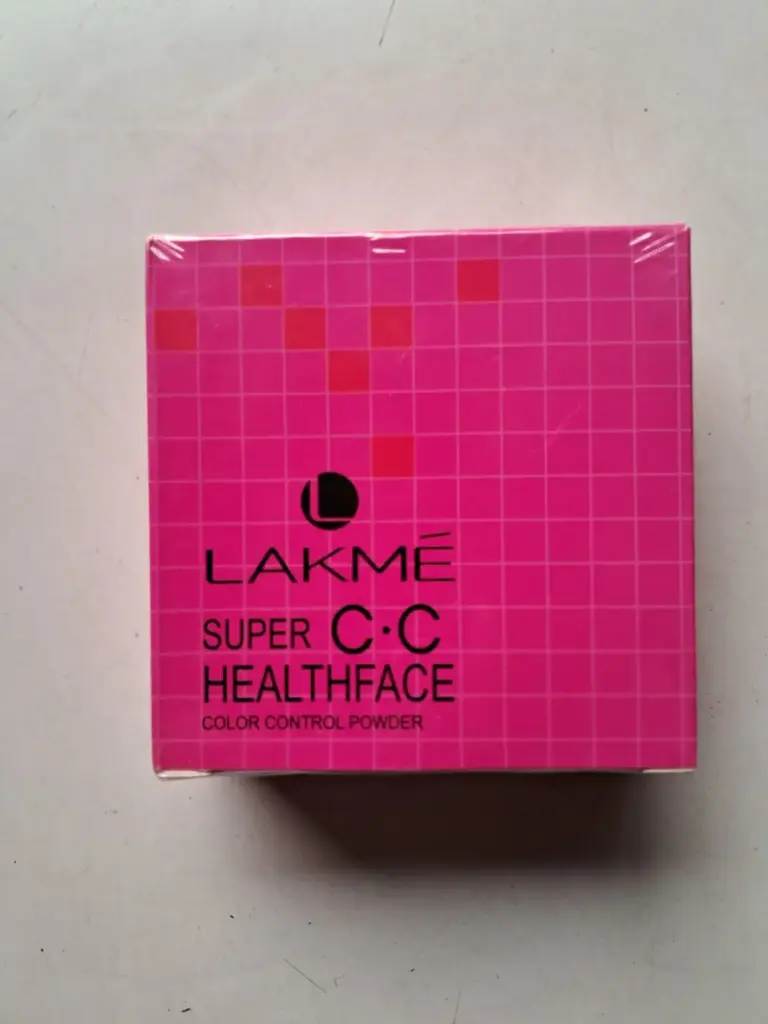 L
LAKMÉ
SUPER C·C
HEALTHFACE
COLOR CONTROL POWDER